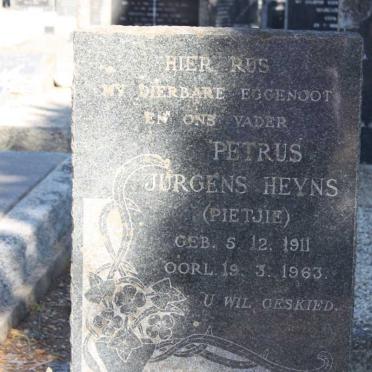 HIER RUS
MY DIERBARE EGGENOOT
EN ONS VADER
PETRUS
JURGENS HEYNS
(PIETJIE)
GEB. 5. 12. 1911
OORL. 19. 3. 1963.
U WIL GESKIED.